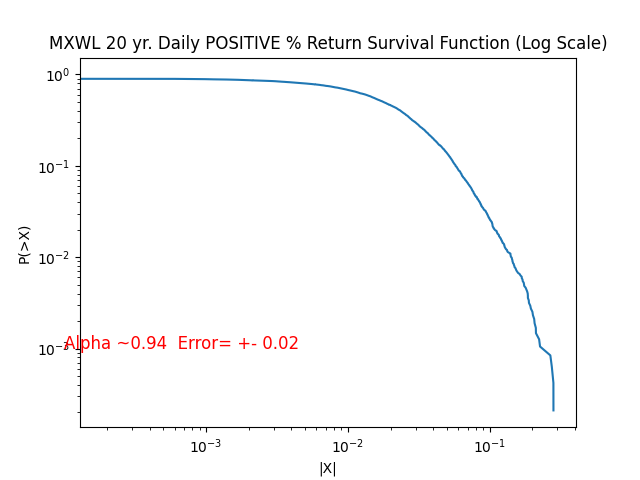 MXWL 20 yr. Daily POSITIVE % Return Survival Function (Log Scale)
10⁰
10⁻¹
P(>X)
10⁻²
10⁻³
Alpha ~0.94  Error= +- 0.02
10⁻³
10⁻²
10⁻¹
|X|